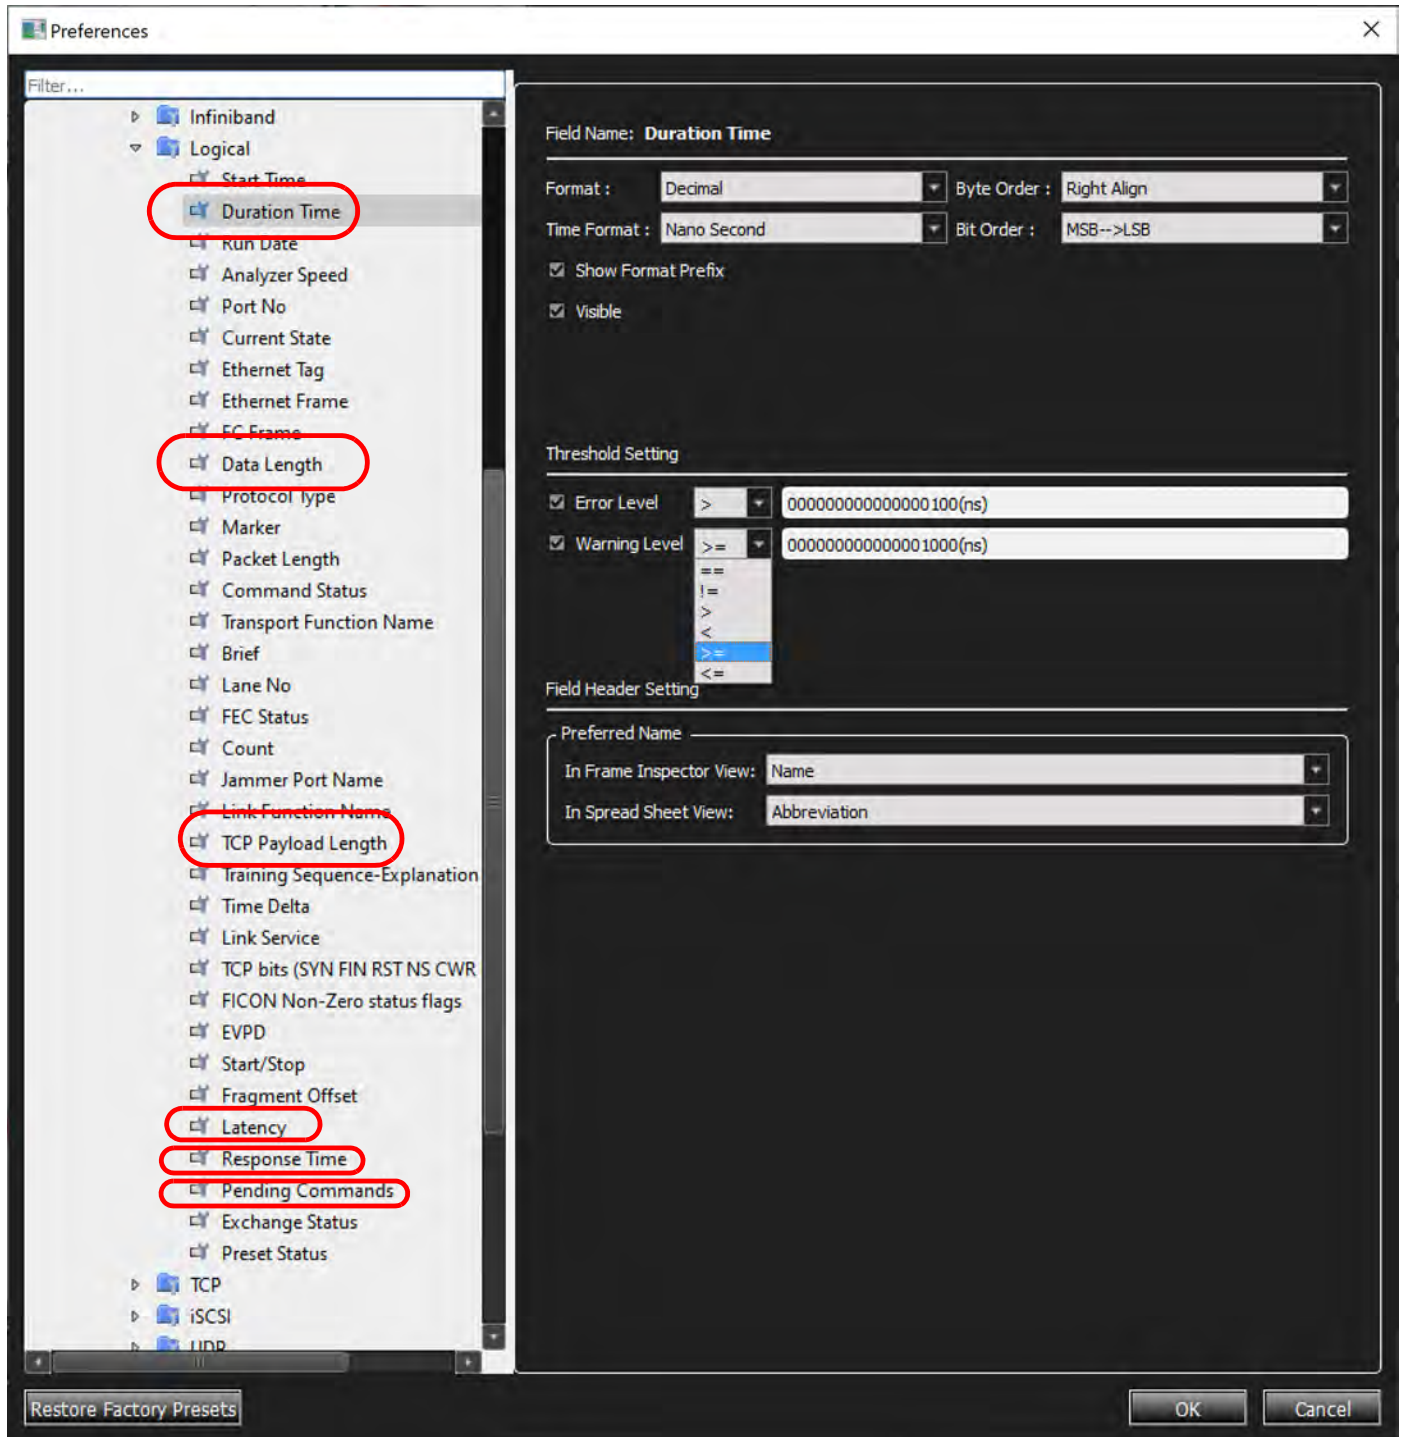 Preferences
Filter...
Infiniband
Logical
Start Time
Duration Time
Run Date
Analyzer Speed
Port No
Current State
Ethernet Tag
Ethernet Frame
FC Frame
Data Length
Protocol Type
Marker
Packet Length
Command Status
Transport Function Name
Brief
Lane No
FEC Status
Count
Jammer Port Name
Link Function Name
TCP Payload Length
Training Sequence-Explanation
Time Delta
Link Service
TCP bits (SYN FIN RST NS CWR
FICON Non-Zero status flags
EVPD
Start/Stop
Fragment Offset
Latency
Response Time
Pending Commands
Exchange Status
Preset Status
TCP
iSCSI
UDP
Field Name: Duration Time
Format : Decimal Byte Order : Right Align
Time Format : Nano Second Bit Order : MSB-->LSB
Show Format Prefix
Visible
Threshold Setting
Error Level > 000000000000000100(ns)
Warning Level >= 000000000000001000(ns)
==
!=
>
<
>=
<=
Field Header Setting
Preferred Name
In Frame Inspector View: Name
In Spread Sheet View: Abbreviation
Restore Factory Presets OK Cancel